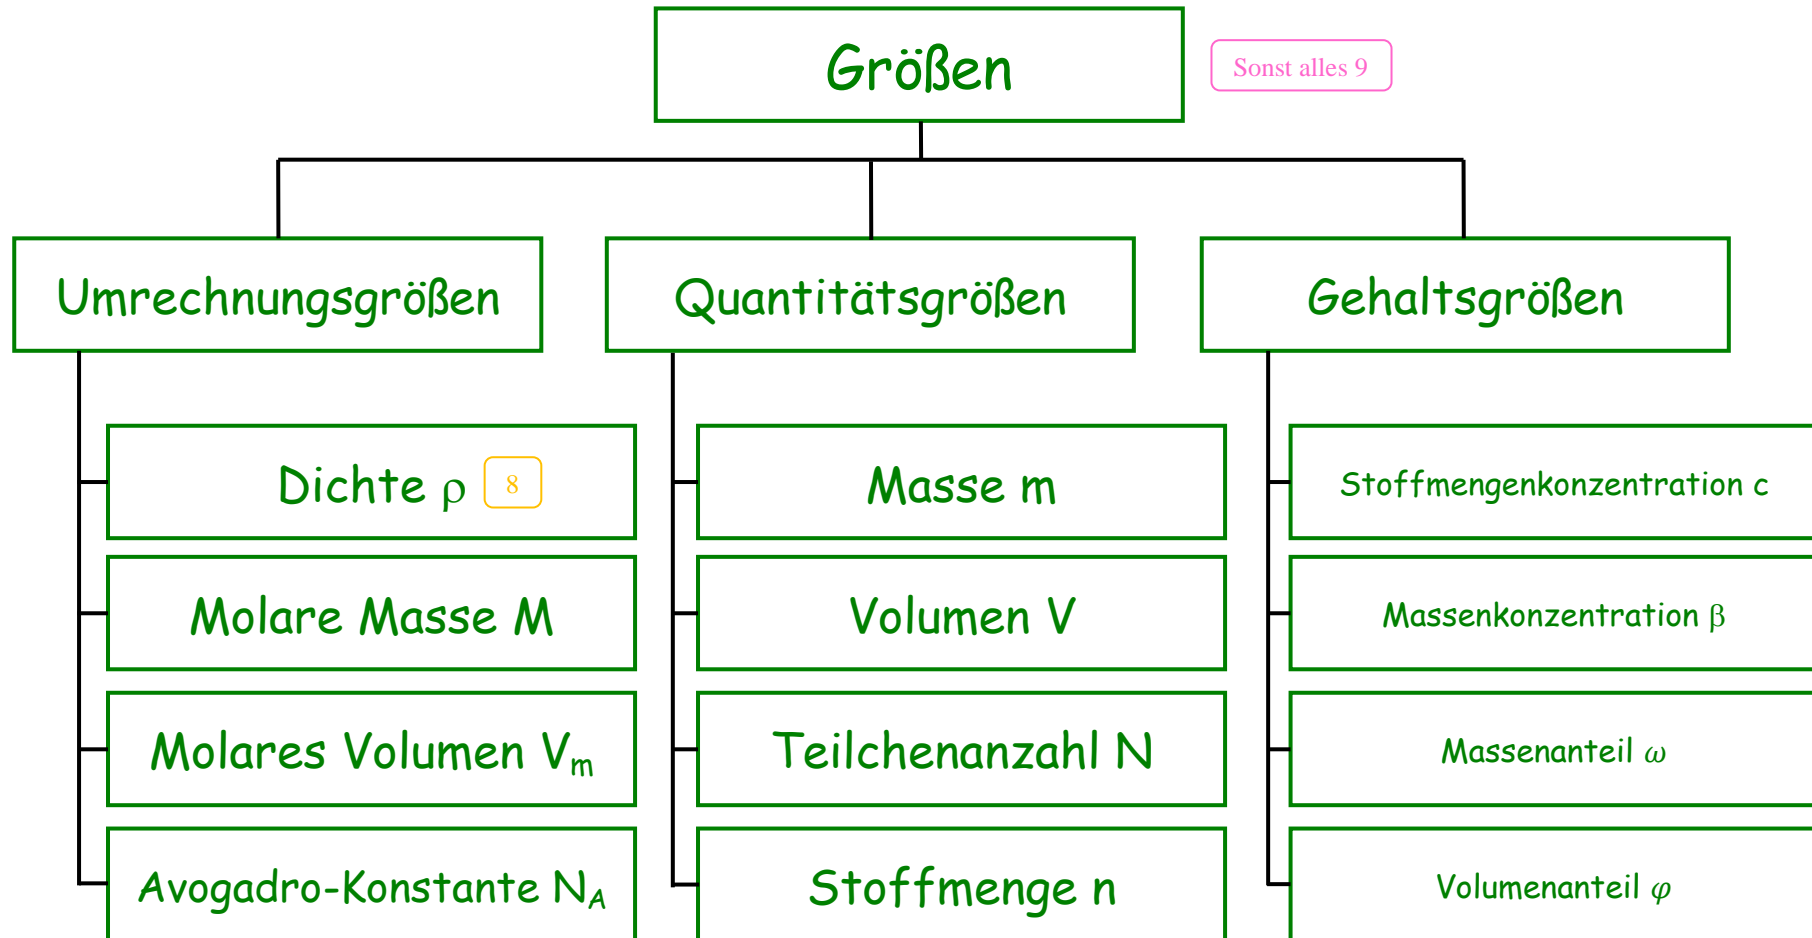 Größen
Sonst alles 9
Umrechnungsgrößen
Quantitätsgrößen
Gehaltsgrößen
Dichte ρ
8
Masse m
Stoffmengenkonzentration c
Molare Masse M
Volumen V
Massenkonzentration β
Molares Volumen Vₘ
Teilchenanzahl N
Massenanteil ω
Avogadro-Konstante N_A
Stoffmenge n
Volumenanteil φ